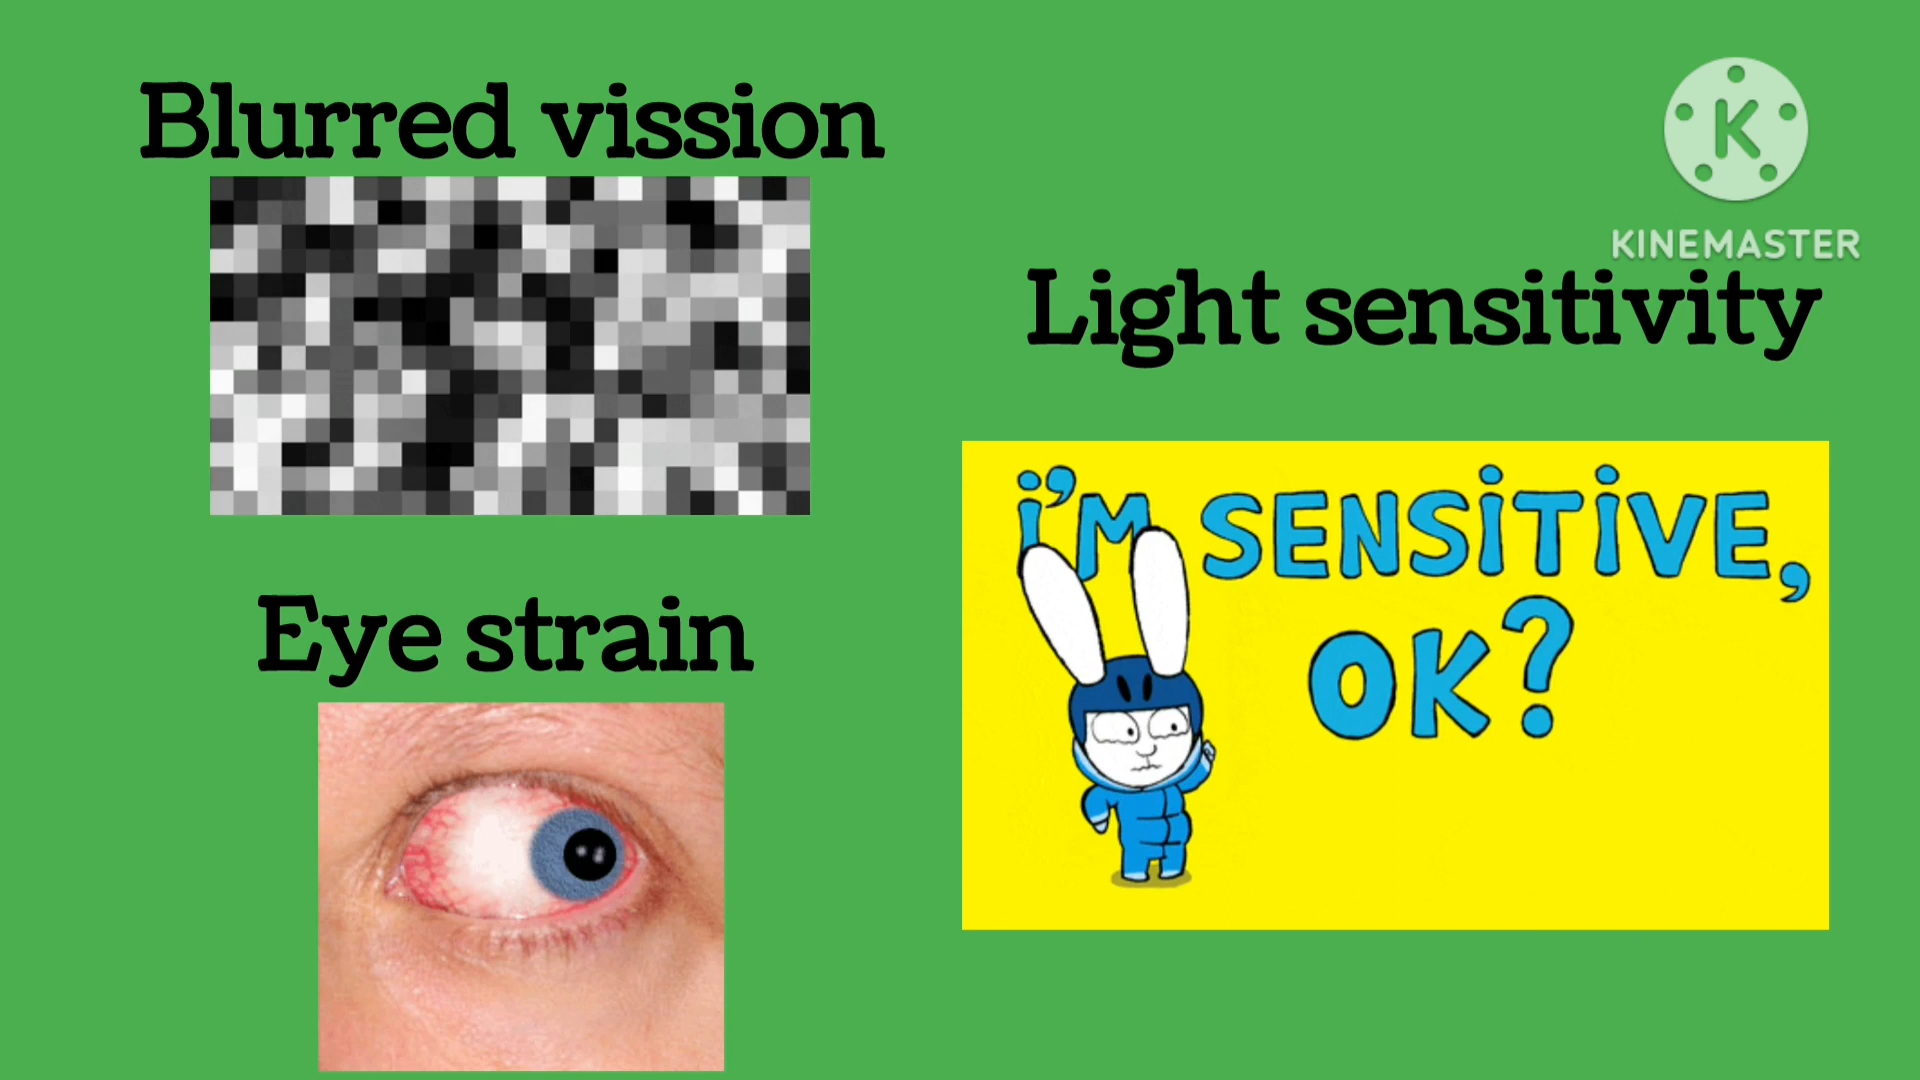 Blurred vission
K
KINEMASTER
Light sensitivity
i'M SENSiTiVE,
OK?
Eye strain